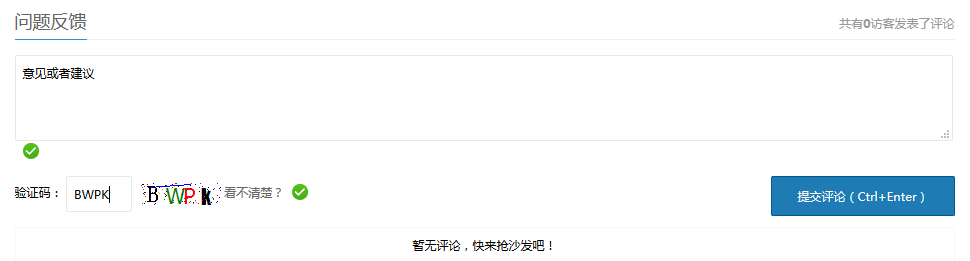 问题反馈
共有0访客发表了评论
意见或者建议
验证码： BWPK BWPK 看不清楚？
提交评论（Ctrl+Enter）
暂无评论，快来抢沙发吧！